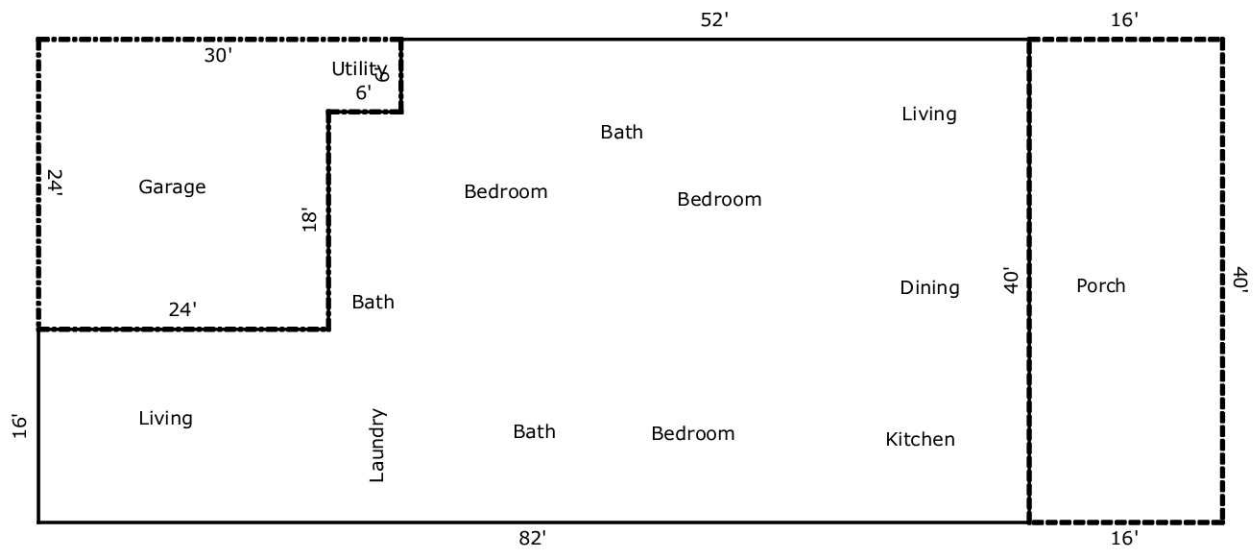 52'
16'
30'
Utility
6'
6'
Living
Bath
24'
Garage
Bedroom
Bedroom
18'
40'
Dining
Porch
40'
24'
Bath
16'
Living
Laundry
Bath
Bedroom
Kitchen
82'
16'